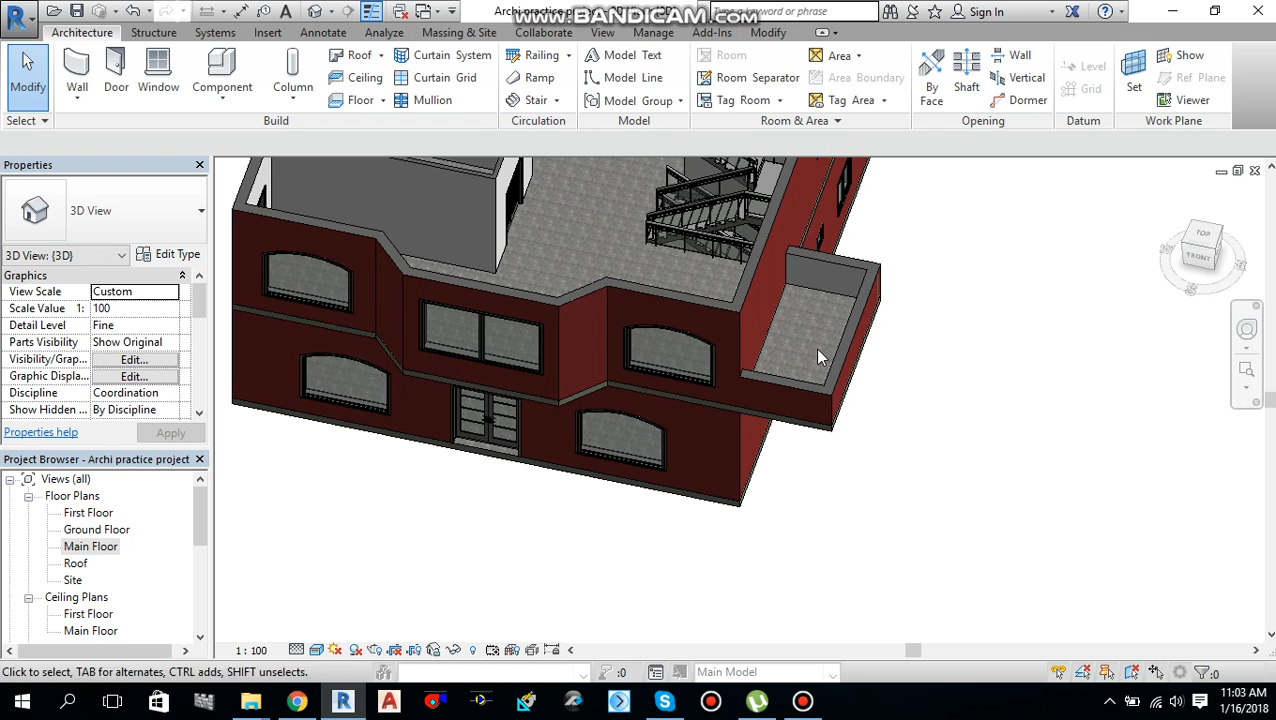 Archi practice p
www.BANDICAM.com
Type a keyword or phrase
Sign In
Architecture Structure Systems Insert Annotate Analyze Massing & Site Collaborate View Manage Add-Ins Modify
Modify
Wall
Door
Window
Component
Column
Roof
Ceiling
Floor
Curtain System
Curtain Grid
Mullion
Railing
Ramp
Stair
Model Text
Model Line
Model Group
Room
Room Separator
Tag Room
Area
Area Boundary
Tag Area
By
Face
Shaft
Wall
Vertical
Dormer
Level
Grid
Set
Show
Ref Plane
Viewer
Select
Build
Circulation
Model
Room & Area
Opening
Datum
Work Plane
Properties
3D View
3D View: {3D}
Edit Type
Graphics
View Scale Custom
Scale Value 1: 100
Detail Level Fine
Parts Visibility Show Original
Visibility/Grap... Edit...
Graphic Displa... Edit...
Discipline Coordination
Show Hidden ... By Discipline
Properties help
Apply
Project Browser - Archi practice project
Views (all)
Floor Plans
First Floor
Ground Floor
Main Floor
Roof
Site
Ceiling Plans
First Floor
Main Floor
TOP
FRONT
1 : 100
Click to select, TAB for alternates, CTRL adds, SHIFT unselects.
:0
Main Model
:0
11:03 AM
1/16/2018